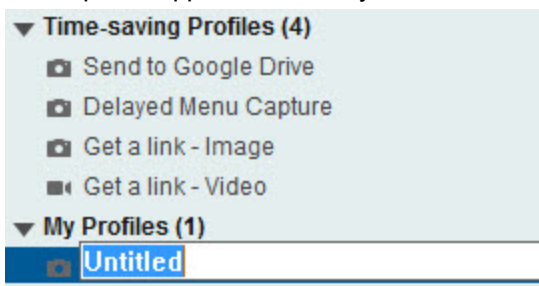 Time-saving Profiles (4)
Send to Google Drive
Delayed Menu Capture
Get a link - Image
Get a link - Video
My Profiles (1)
Untitled